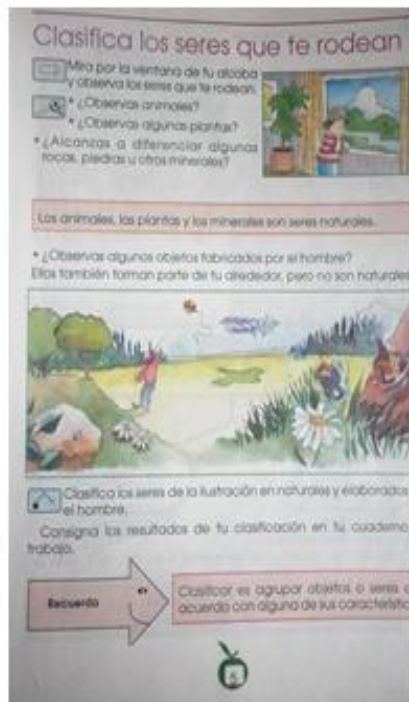 Clasifica los seres que te rodean
Mira por la ventana de tu alcoba
y observa los seres que te rodean.
* ¿Observas animales?
* ¿Observas algunas plantas?
* ¿Alcanzas a diferenciar algunas
rocas, piedras u otros minerales?
Los animales, las plantas y los minerales son seres naturales.
* ¿Observas algunos objetos fabricados por el hombre?
Ellos también forman parte de tu alrededor, pero no son naturales
Clasifica los seres de la ilustración en naturales y elaborados
el hombre.
Consigna los resultados de tu clasificación en tu cuaderno
trabajo.
Recuerda
Clasificar es agrupar objetos o seres
acuerdo con alguna de sus